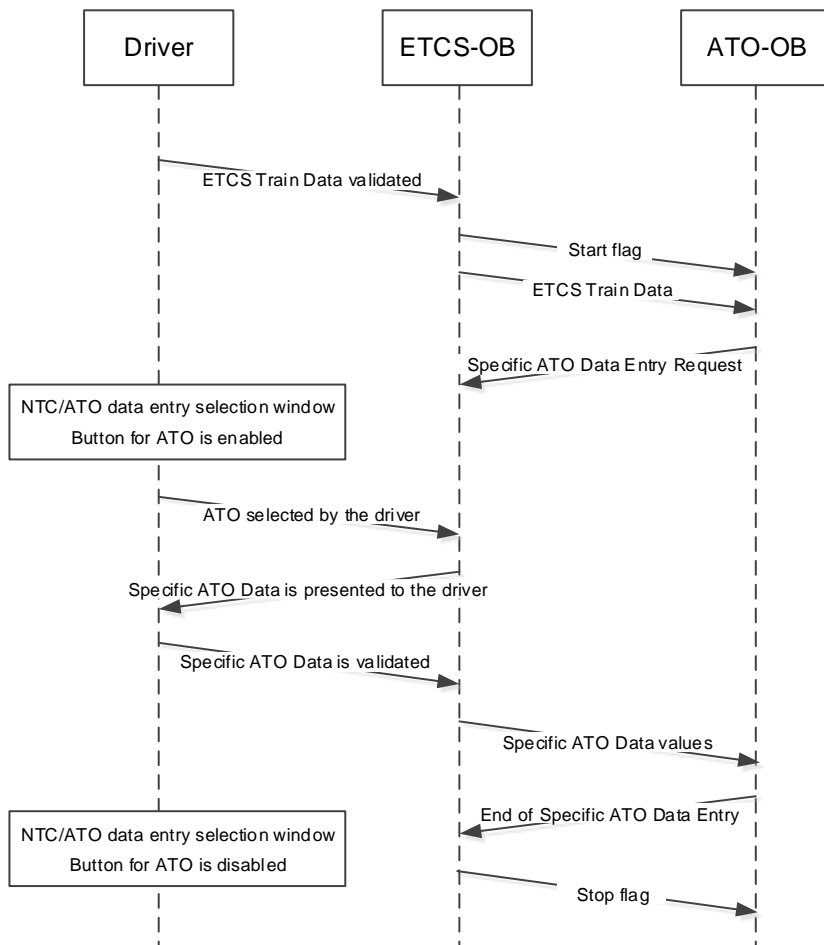 Driver
ETCS-OB
ATO-OB
ETCS Train Data validated
Start flag
ETCS Train Data
Specific ATO Data Entry Request
NTC/ATO data entry selection window
Button for ATO is enabled
ATO selected by the driver
Specific ATO Data is presented to the driver
Specific ATO Data is validated
Specific ATO Data values
End of Specific ATO Data Entry
NTC/ATO data entry selection window
Button for ATO is disabled
Stop flag